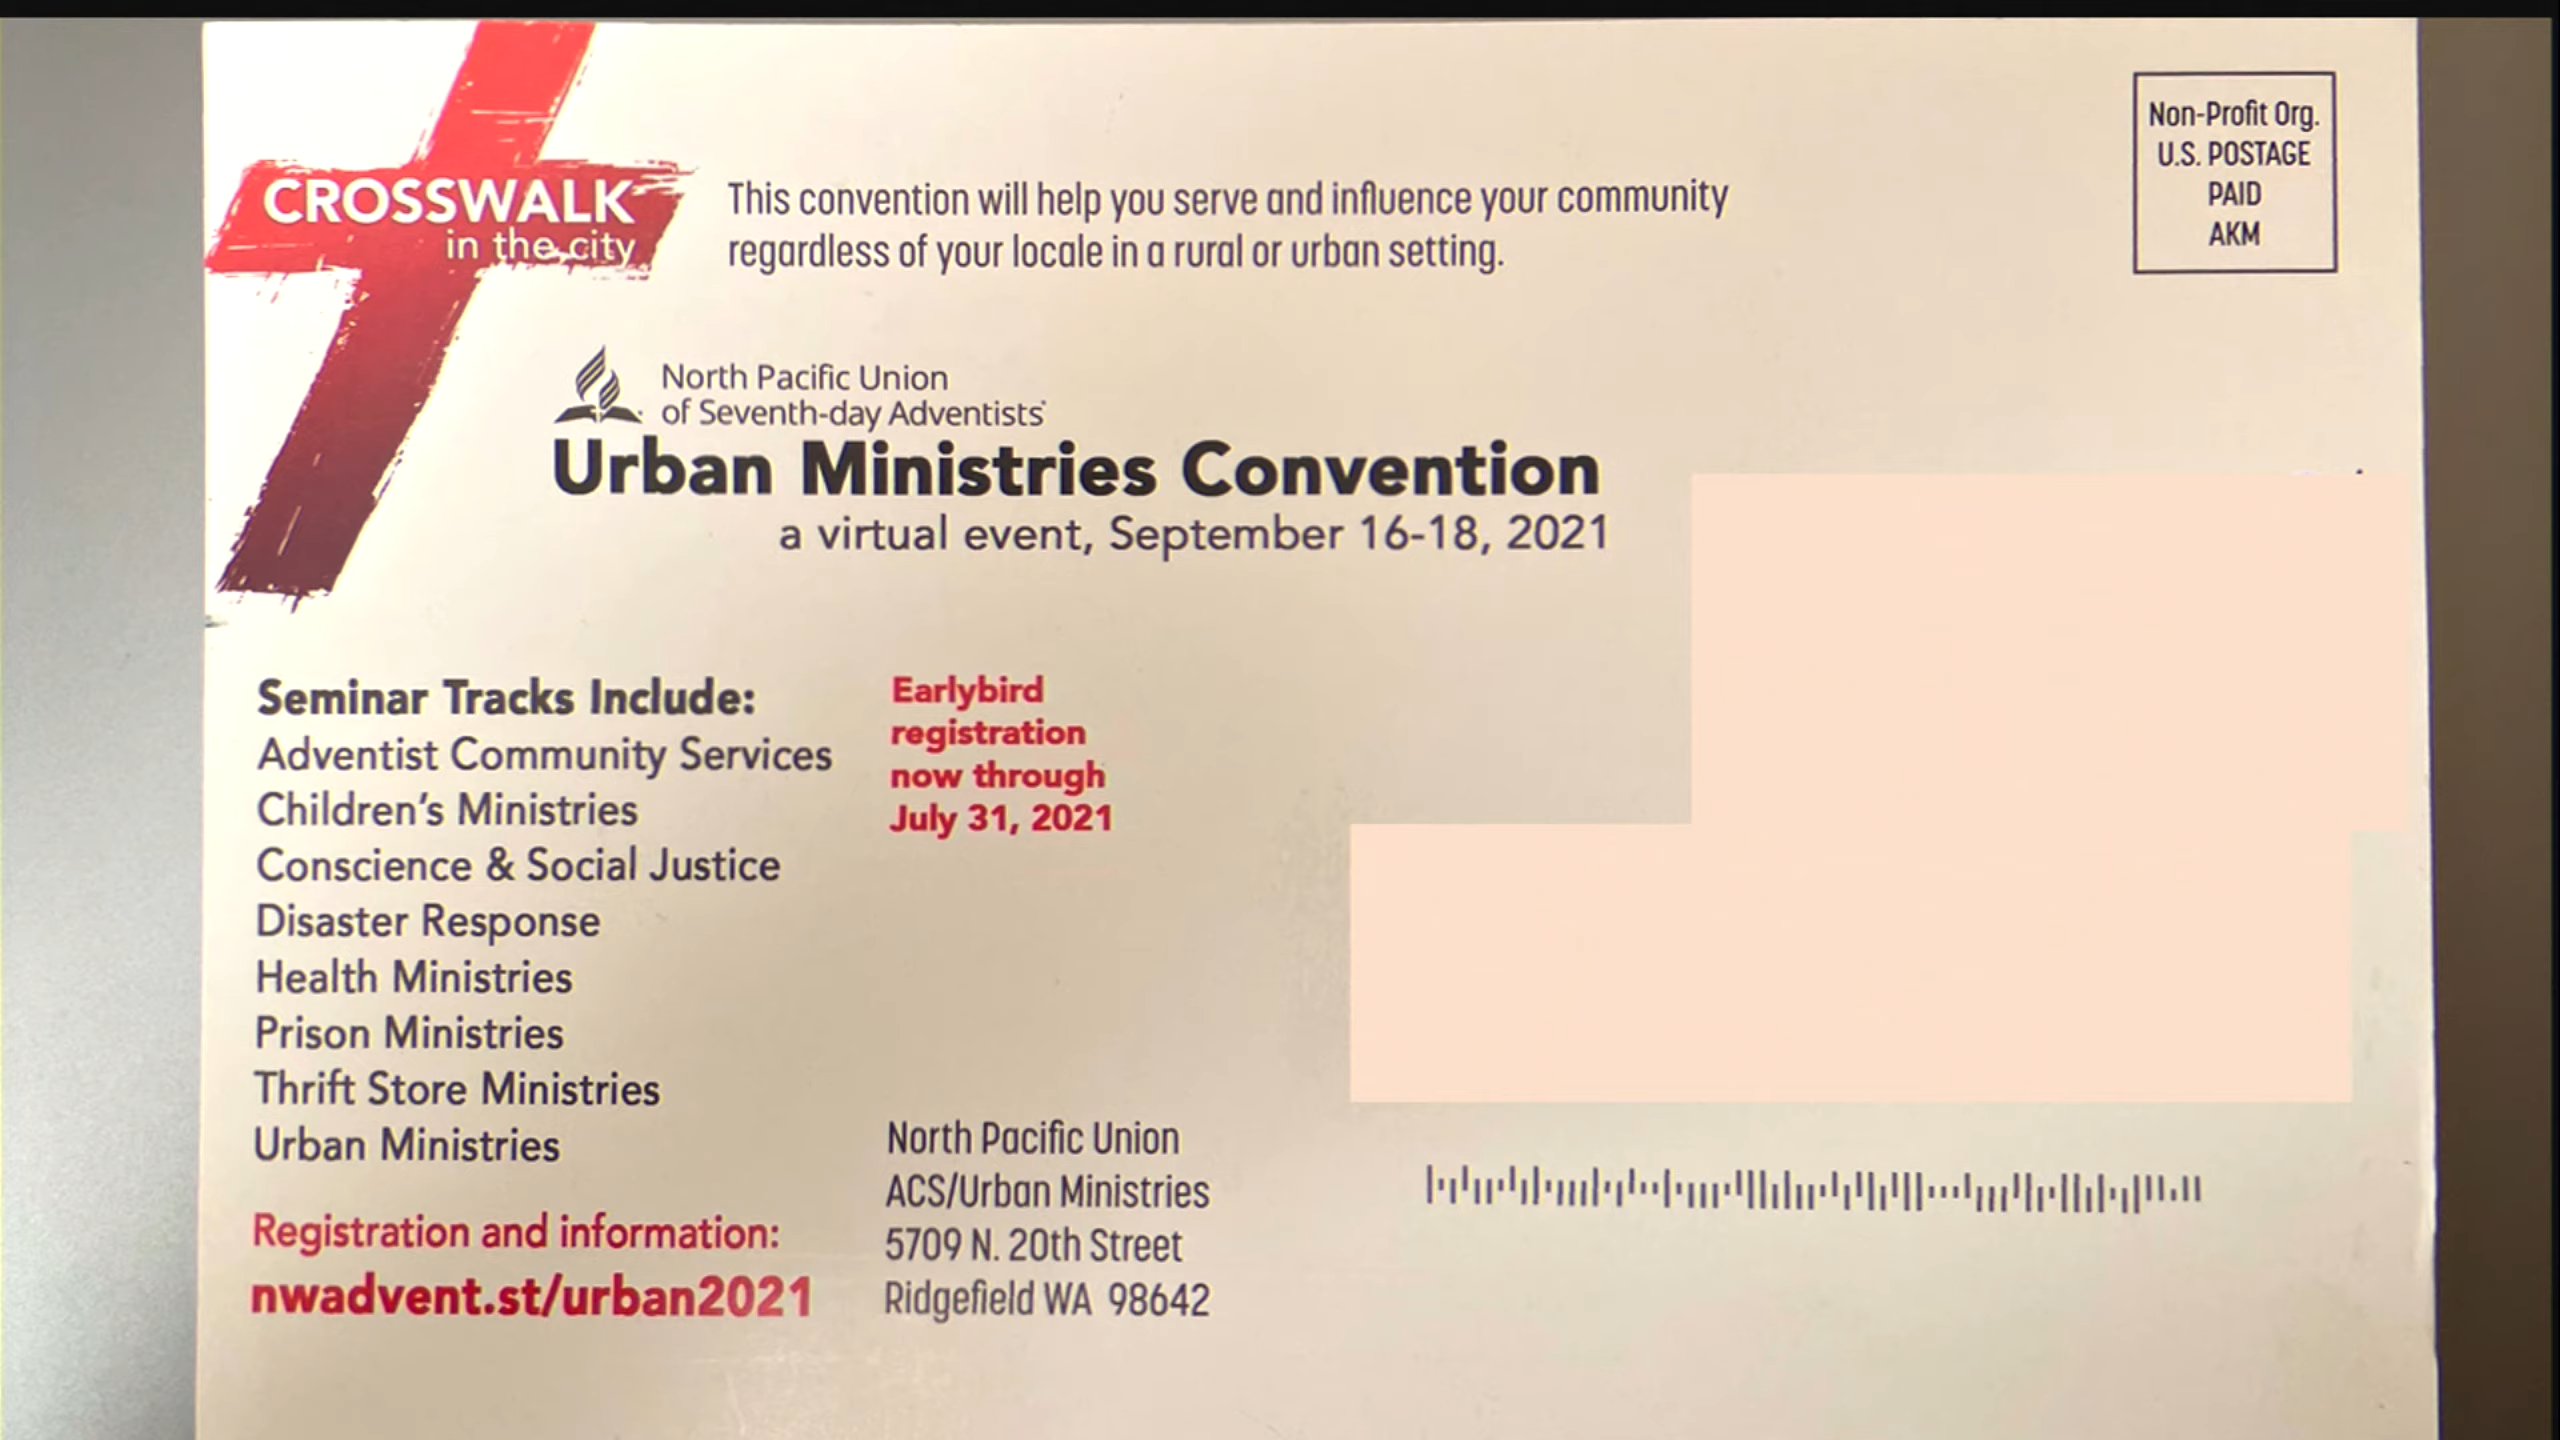 CROSSWALK
in the city
This convention will help you serve and influence your community
regardless of your locale in a rural or urban setting.
Non-Profit Org.
U.S. POSTAGE
PAID
AKM
North Pacific Union
of Seventh-day Adventists
Urban Ministries Convention
a virtual event, September 16-18, 2021
Seminar Tracks Include:
Adventist Community Services
Children's Ministries
Conscience & Social Justice
Disaster Response
Health Ministries
Prison Ministries
Thrift Store Ministries
Urban Ministries
Earlybird
registration
now through
July 31, 2021
Registration and information:
nwadvent.st/urban2021
North Pacific Union
ACS/Urban Ministries
5709 N. 20th Street
Ridgefield WA 98642